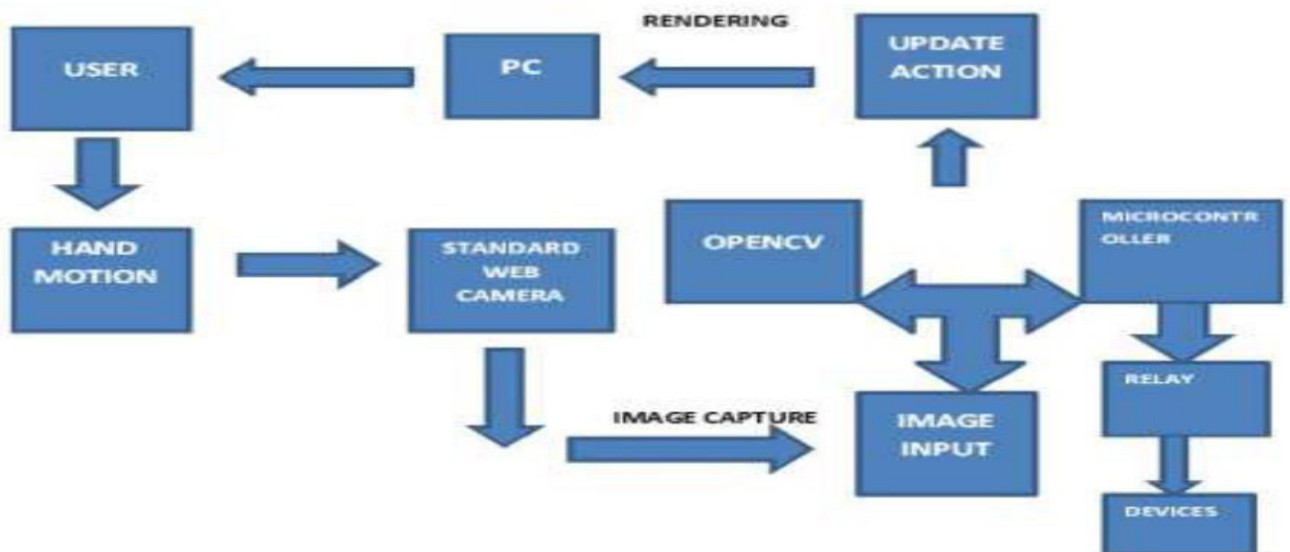 RENDERING
USER
PC
UPDATE
ACTION
HAND
MOTION
STANDARD
WEB
CAMERA
OPENCV
MICROCONTR
OLLER
RELAY
IMAGE CAPTURE
IMAGE
INPUT
DEVICES